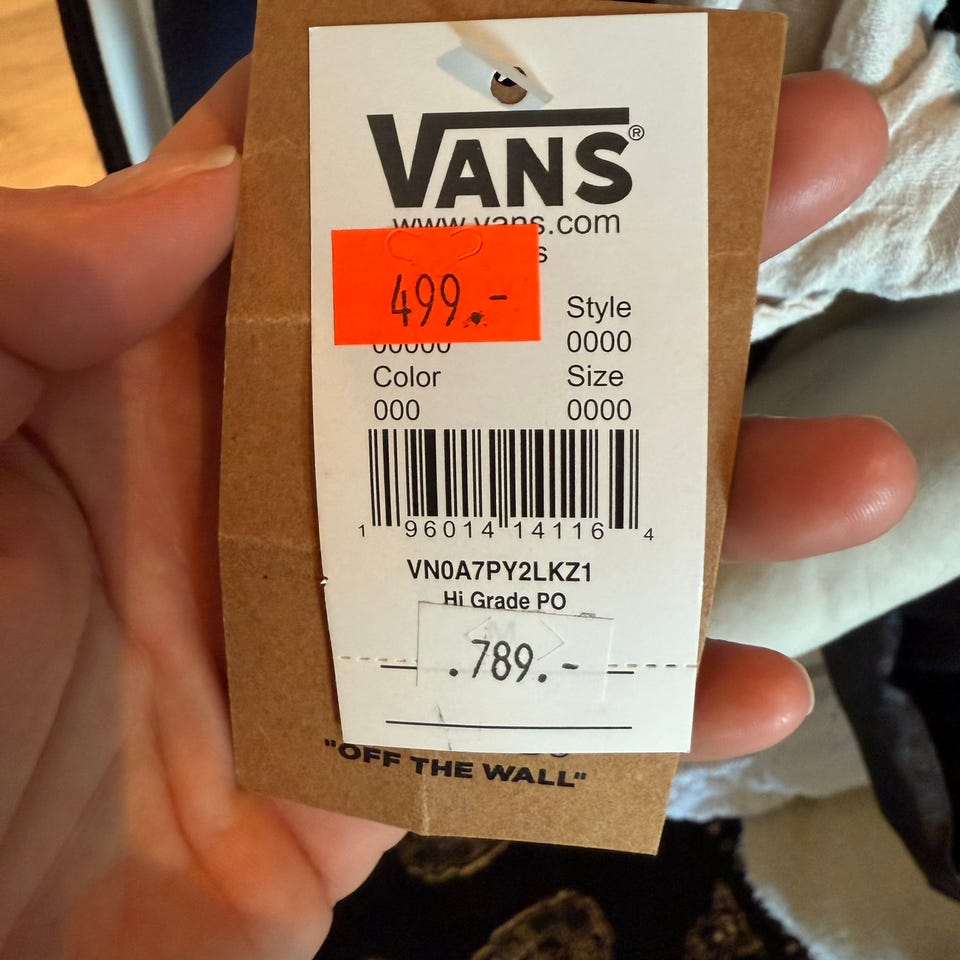 VANS®
www.vans.com
s
499.-
Style
00000 0000
Color Size
000 0000
1 96014 14116 4
VN0A7PY2LKZ1
Hi Grade PO
M
.789.-
"OFF THE WALL"